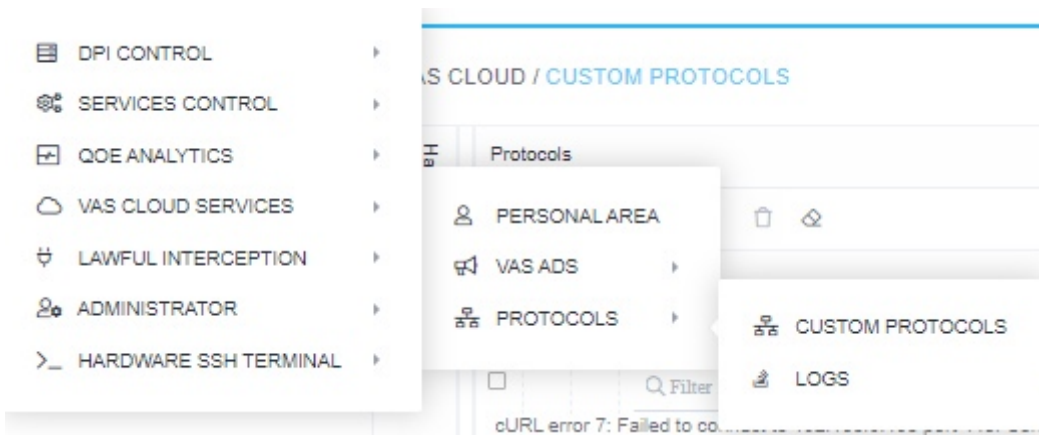 DPI CONTROL
SERVICES CONTROL
QOE ANALYTICS
VAS CLOUD SERVICES
LAWFUL INTERCEPTION
ADMINISTRATOR
HARDWARE SSH TERMINAL
AS CLOUD / CUSTOM PROTOCOLS
Protocols
PERSONAL AREA
VAS ADS
PROTOCOLS
CUSTOM PROTOCOLS
LOGS
Filter
cURL error 7: Failed to